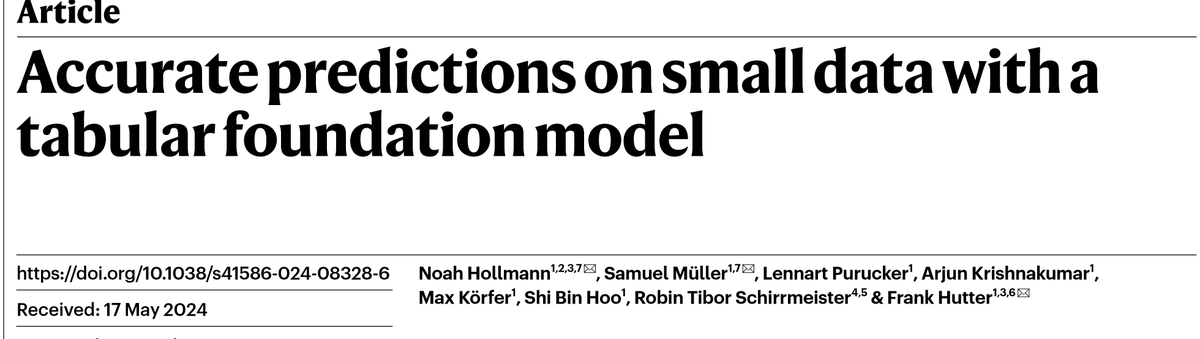 Article
Accurate predictions on small data with a
tabular foundation model
https://doi.org/10.1038/s41586-024-08328-6
Received: 17 May 2024
Noah Hollmann1,2,3,7✉, Samuel Müller1,7✉, Lennart Purucker1, Arjun Krishnakumar1,
Max Körfer1, Shi Bin Hoo1, Robin Tibor Schirrmeister4,5 & Frank Hutter1,3,6✉